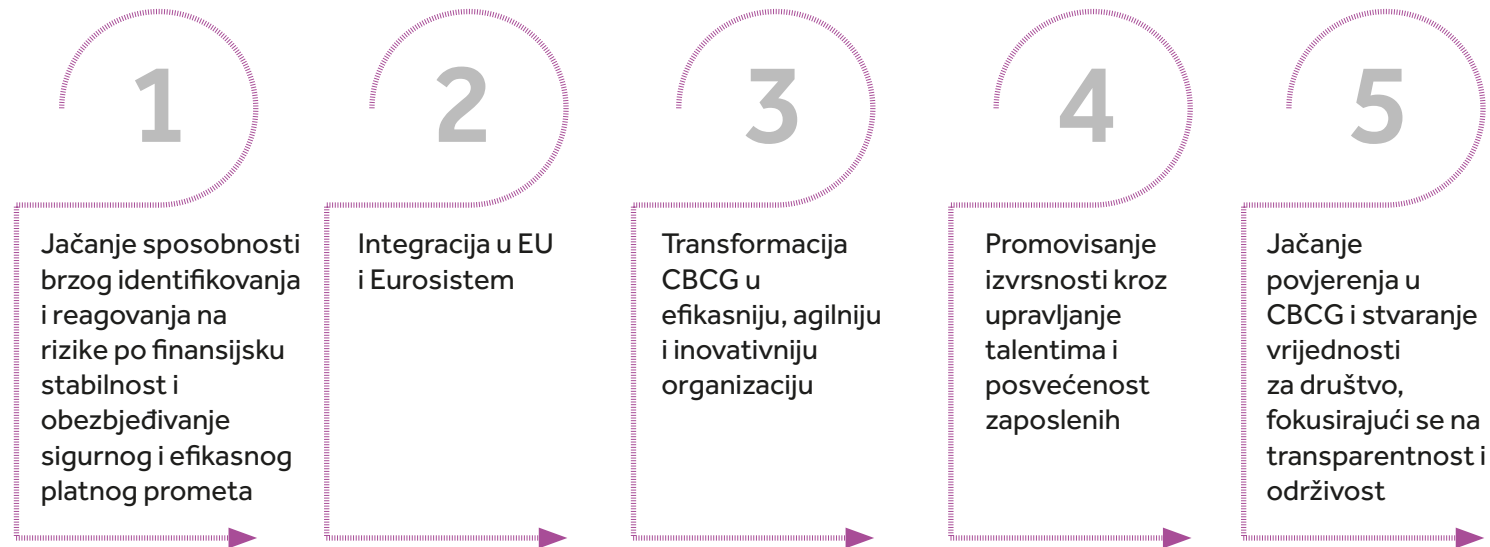 1
Jačanje sposobnosti
brzog identifikovanja
i reagovanja na
rizike po finansijsku
stabilnost i
obezbjeđivanje
sigurnog i efikasnog
platnog prometa
2
Integracija u EU
i Eurosistem
3
Transformacija
CBCG u
efikasniju, agilniju
i inovativniju
organizaciju
4
Promovisanje
izvrsnosti kroz
upravljanje
talentima i
posvećenost
zaposlenih
5
Jačanje
povjerenja u
CBCG i stvaranje
vrijednosti
za društvo,
fokusirajući se na
transparentnost i
održivost